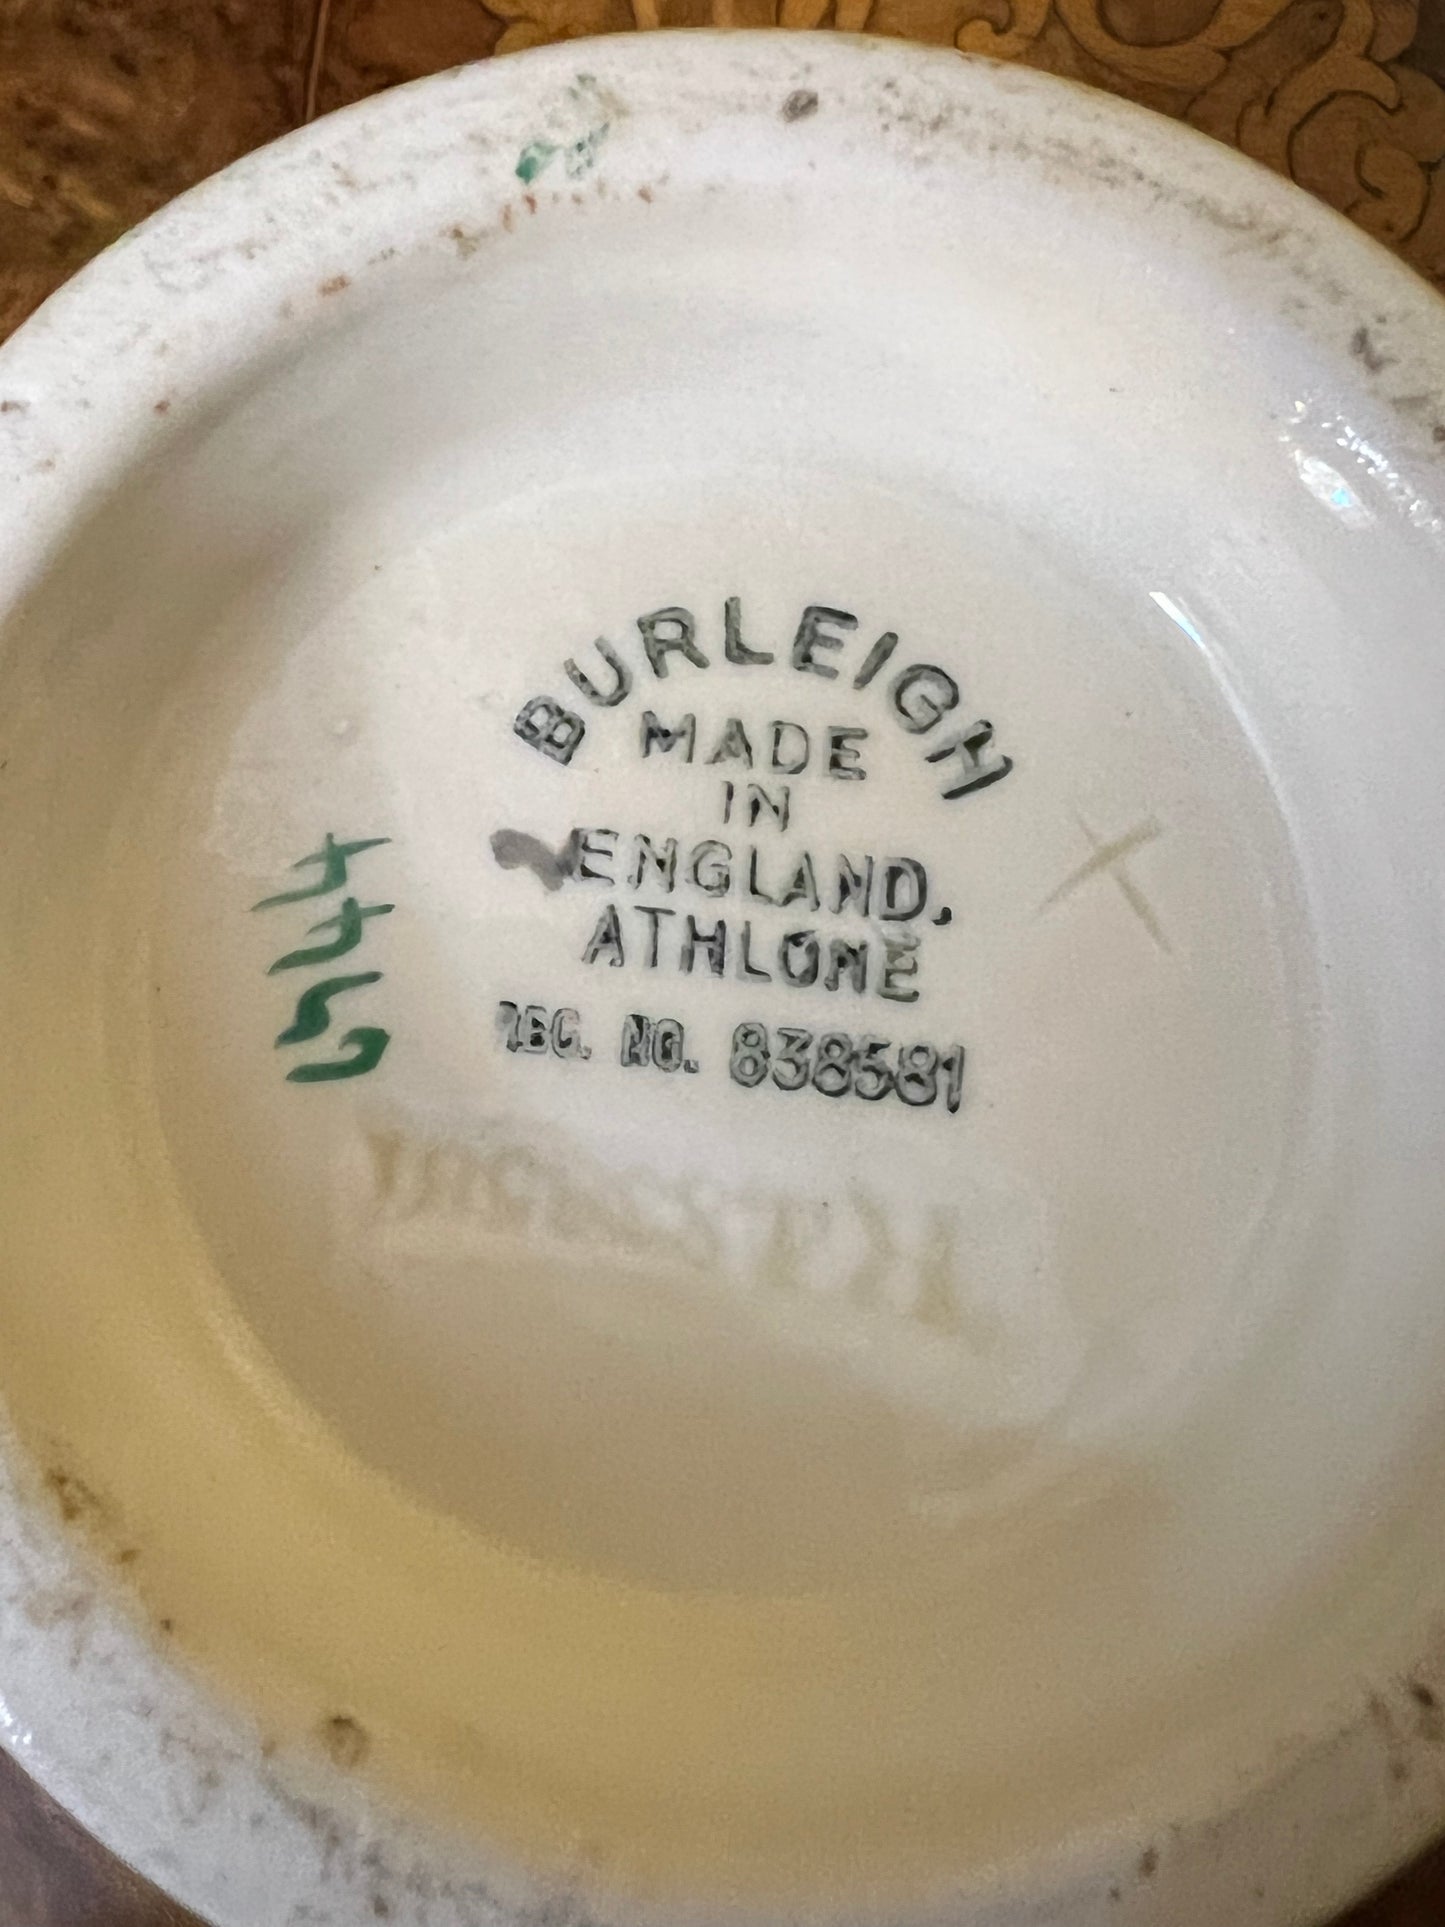 BURLEIGH
MADE
IN
ENGLAND.
ATHLONE
REG. NO. 838581